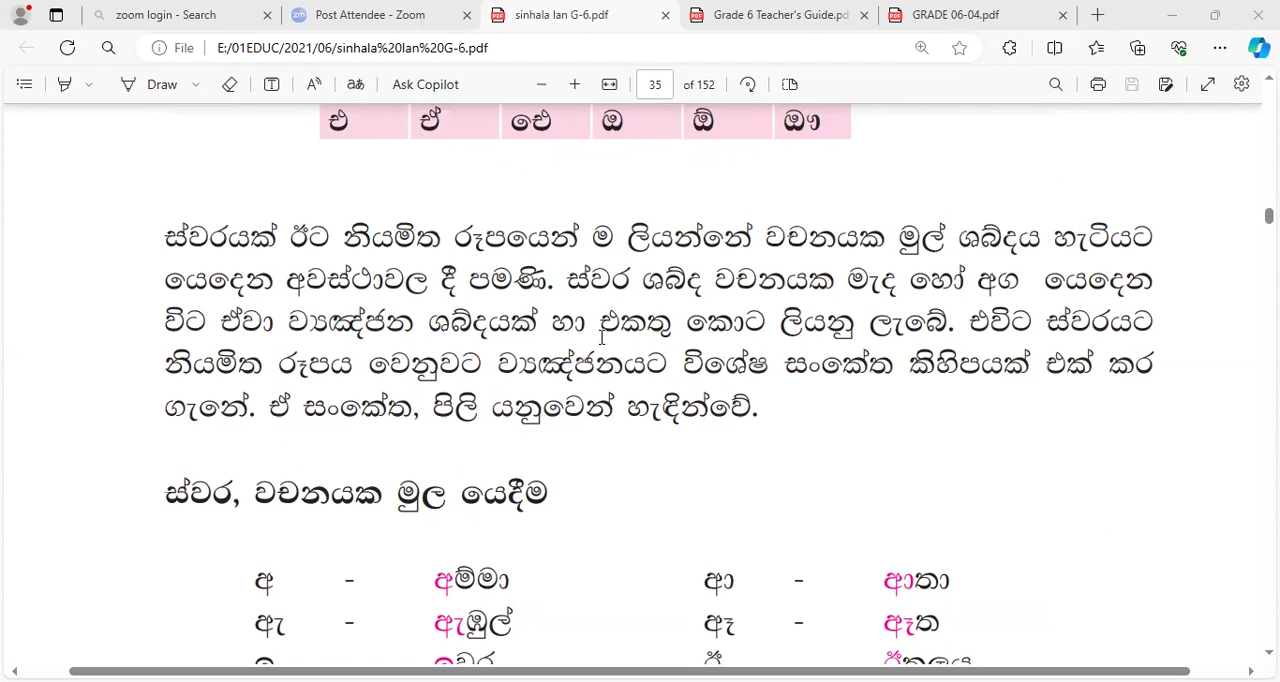 zoom login - Search
Post Attendee - Zoom
sinhala lan G-6.pdf
Grade 6 Teacher's Guide.pd
GRADE 06-04.pdf
File E:/01EDUC/2021/06/sinhala%20lan%20G-6.pdf
Draw
aあ
Ask Copilot
35 of 152
එ ඒ ඓ ඔ ඕ ඖ
ස්වරයක් ඊට නියමිත රූපයෙන් ම ලියන්නේ වචනයක මුල් ශබ්දය හැටියට
යෙදෙන අවස්ථාවල දී පමණි. ස්වර ශබ්ද වචනයක මැද හෝ අග යෙදෙන
විට ඒවා ව්‍යඤ්ජන ශබ්දයක් හා එකතු කොට ලියනු ලැබේ. එවිට ස්වරයට
නියමිත රූපය වෙනුවට ව්‍යඤ්ජනයට විශේෂ සංකේත කිහිපයක් එක් කර
ගැනේ. ඒ සංකේත, පිලි යනුවෙන් හැඳින්වේ.
ස්වර, වචනයක මුල යෙදීම
අ - අම්මා ආ - ආතා
ඇ - ඇඹුල් ඈ - ඈත